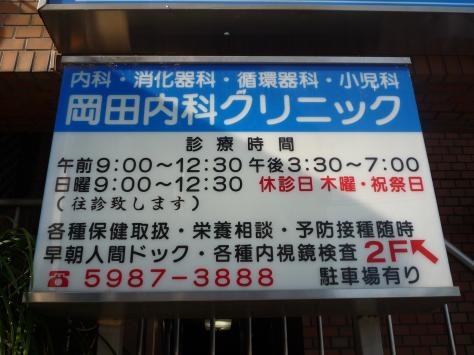 内科・消化器科・循環器科・小児科
岡田内科クリニック
診療時間
午前9:00〜12:30 午後3:30〜7:00
日曜9:00〜12:30 休診日 木曜・祝祭日
(往診致します)
各種保健取扱・栄養相談・予防接種随時
早朝人間ドック・各種内視鏡検査 2F
☎5987-3888 駐車場有り